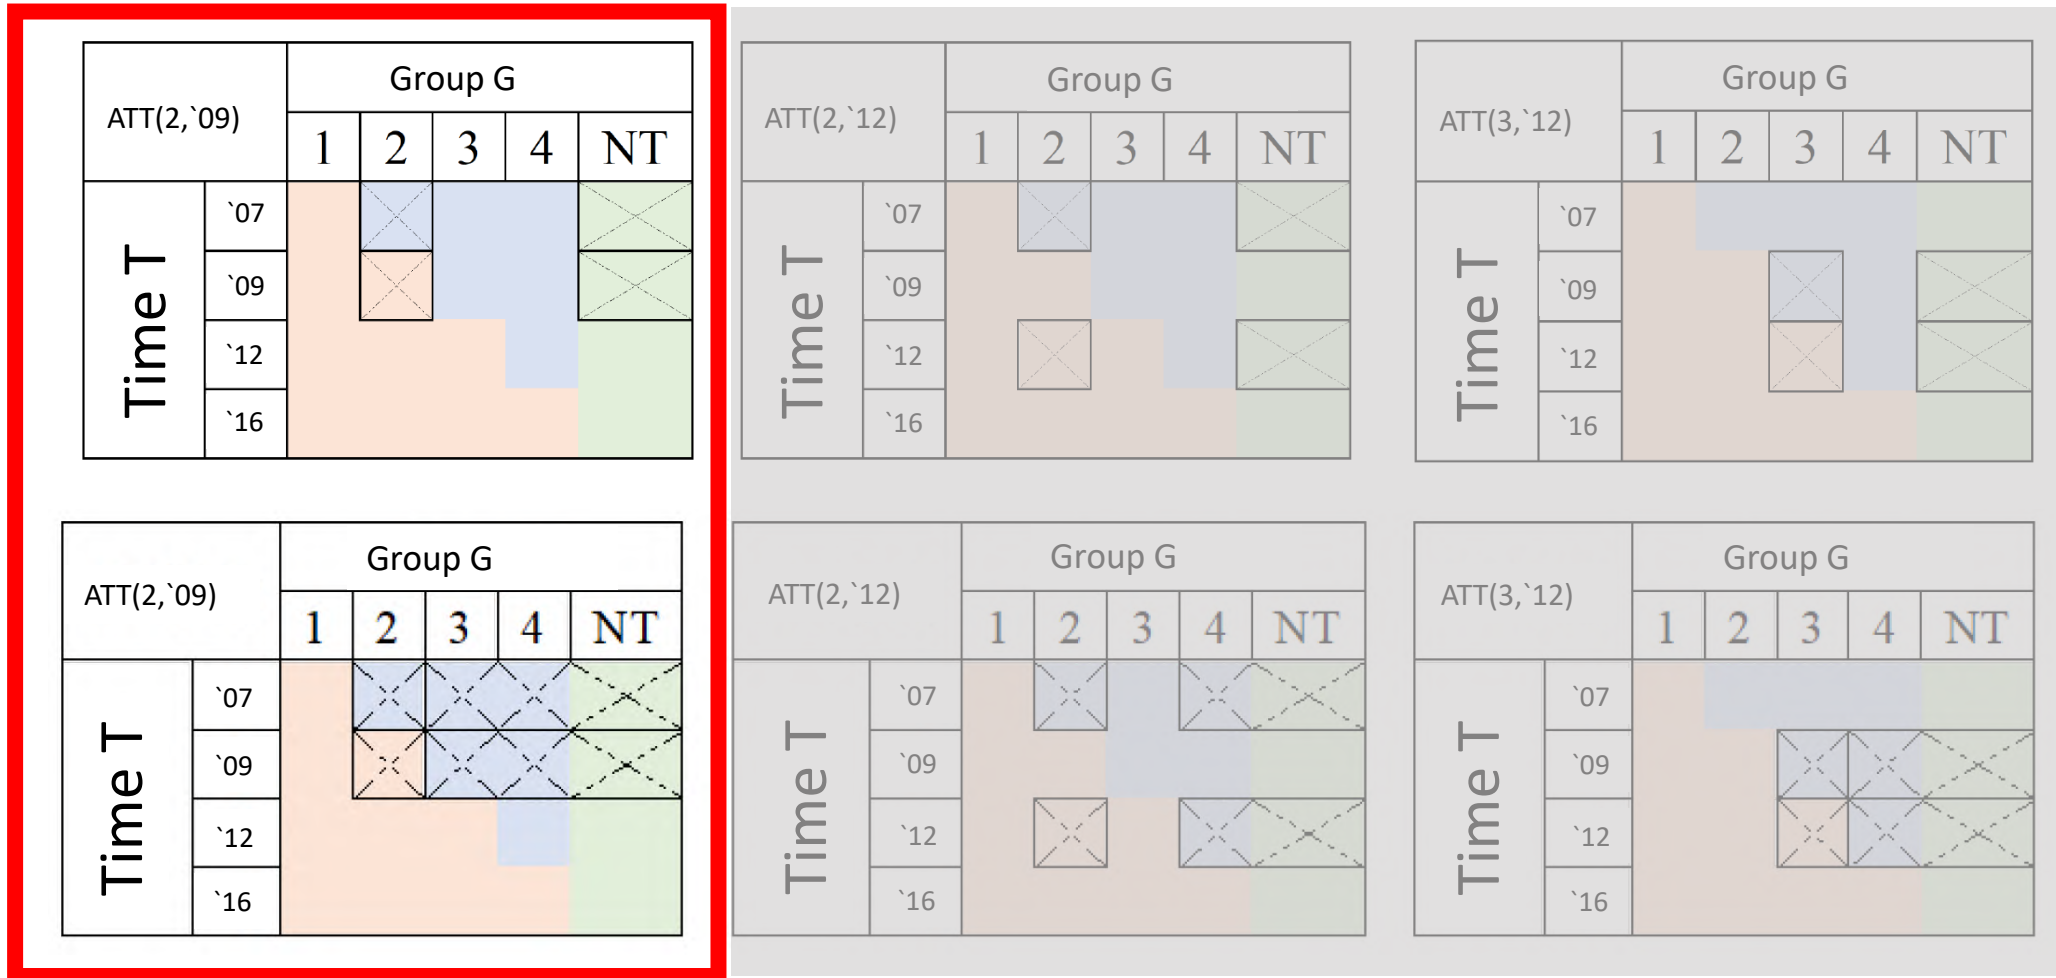 Group G
ATT(2,`09)
1 2 3 4 NT
Time T
`07
`09
`12
`16
Group G
ATT(2,`12)
1 2 3 4 NT
Time T
`07
`09
`12
`16
Group G
ATT(3,`12)
1 2 3 4 NT
Time T
`07
`09
`12
`16
Group G
ATT(2,`09)
1 2 3 4 NT
Time T
`07
`09
`12
`16
Group G
ATT(2,`12)
1 2 3 4 NT
Time T
`07
`09
`12
`16
Group G
ATT(3,`12)
1 2 3 4 NT
Time T
`07
`09
`12
`16